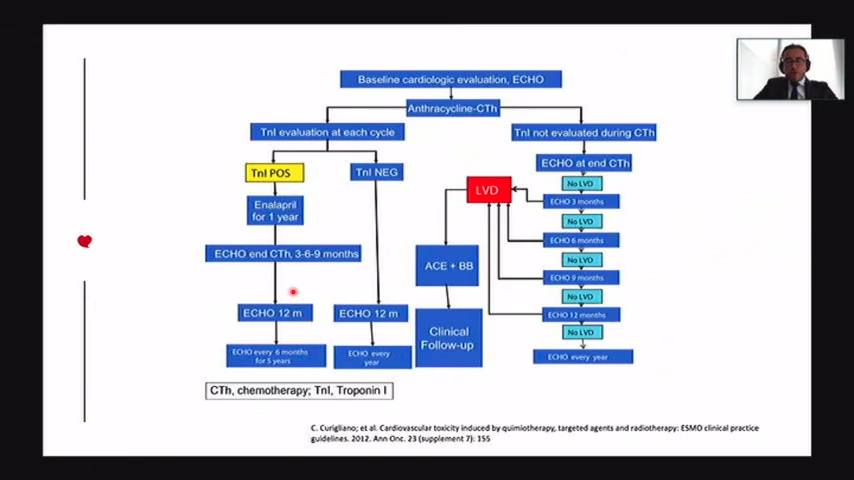 Baseline cardiologic evaluation, ECHO
Anthracycline-CTh
TnI evaluation at each cycle
TnI not evaluated during CTh
TnI POS
TnI NEG
Enalapril
for 1 year
ECHO end CTh, 3-6-9 months
ECHO 12 m
ECHO 12 m
ECHO every 6 months
for 5 years
ECHO every
year
LVD
ACE + BB
Clinical
Follow-up
ECHO at end CTh
No LVD
ECHO 3 months
No LVD
ECHO 6 months
No LVD
ECHO 9 months
No LVD
ECHO 12 months
No LVD
ECHO every year
CTh, chemotherapy; TnI, Troponin I
C. Curigliano; et al. Cardiovascular toxicity induced by quimiotherapy, targeted agents and radiotherapy: ESMO clinical practice
guidelines. 2012. Ann Onc. 23 (supplement 7): 155